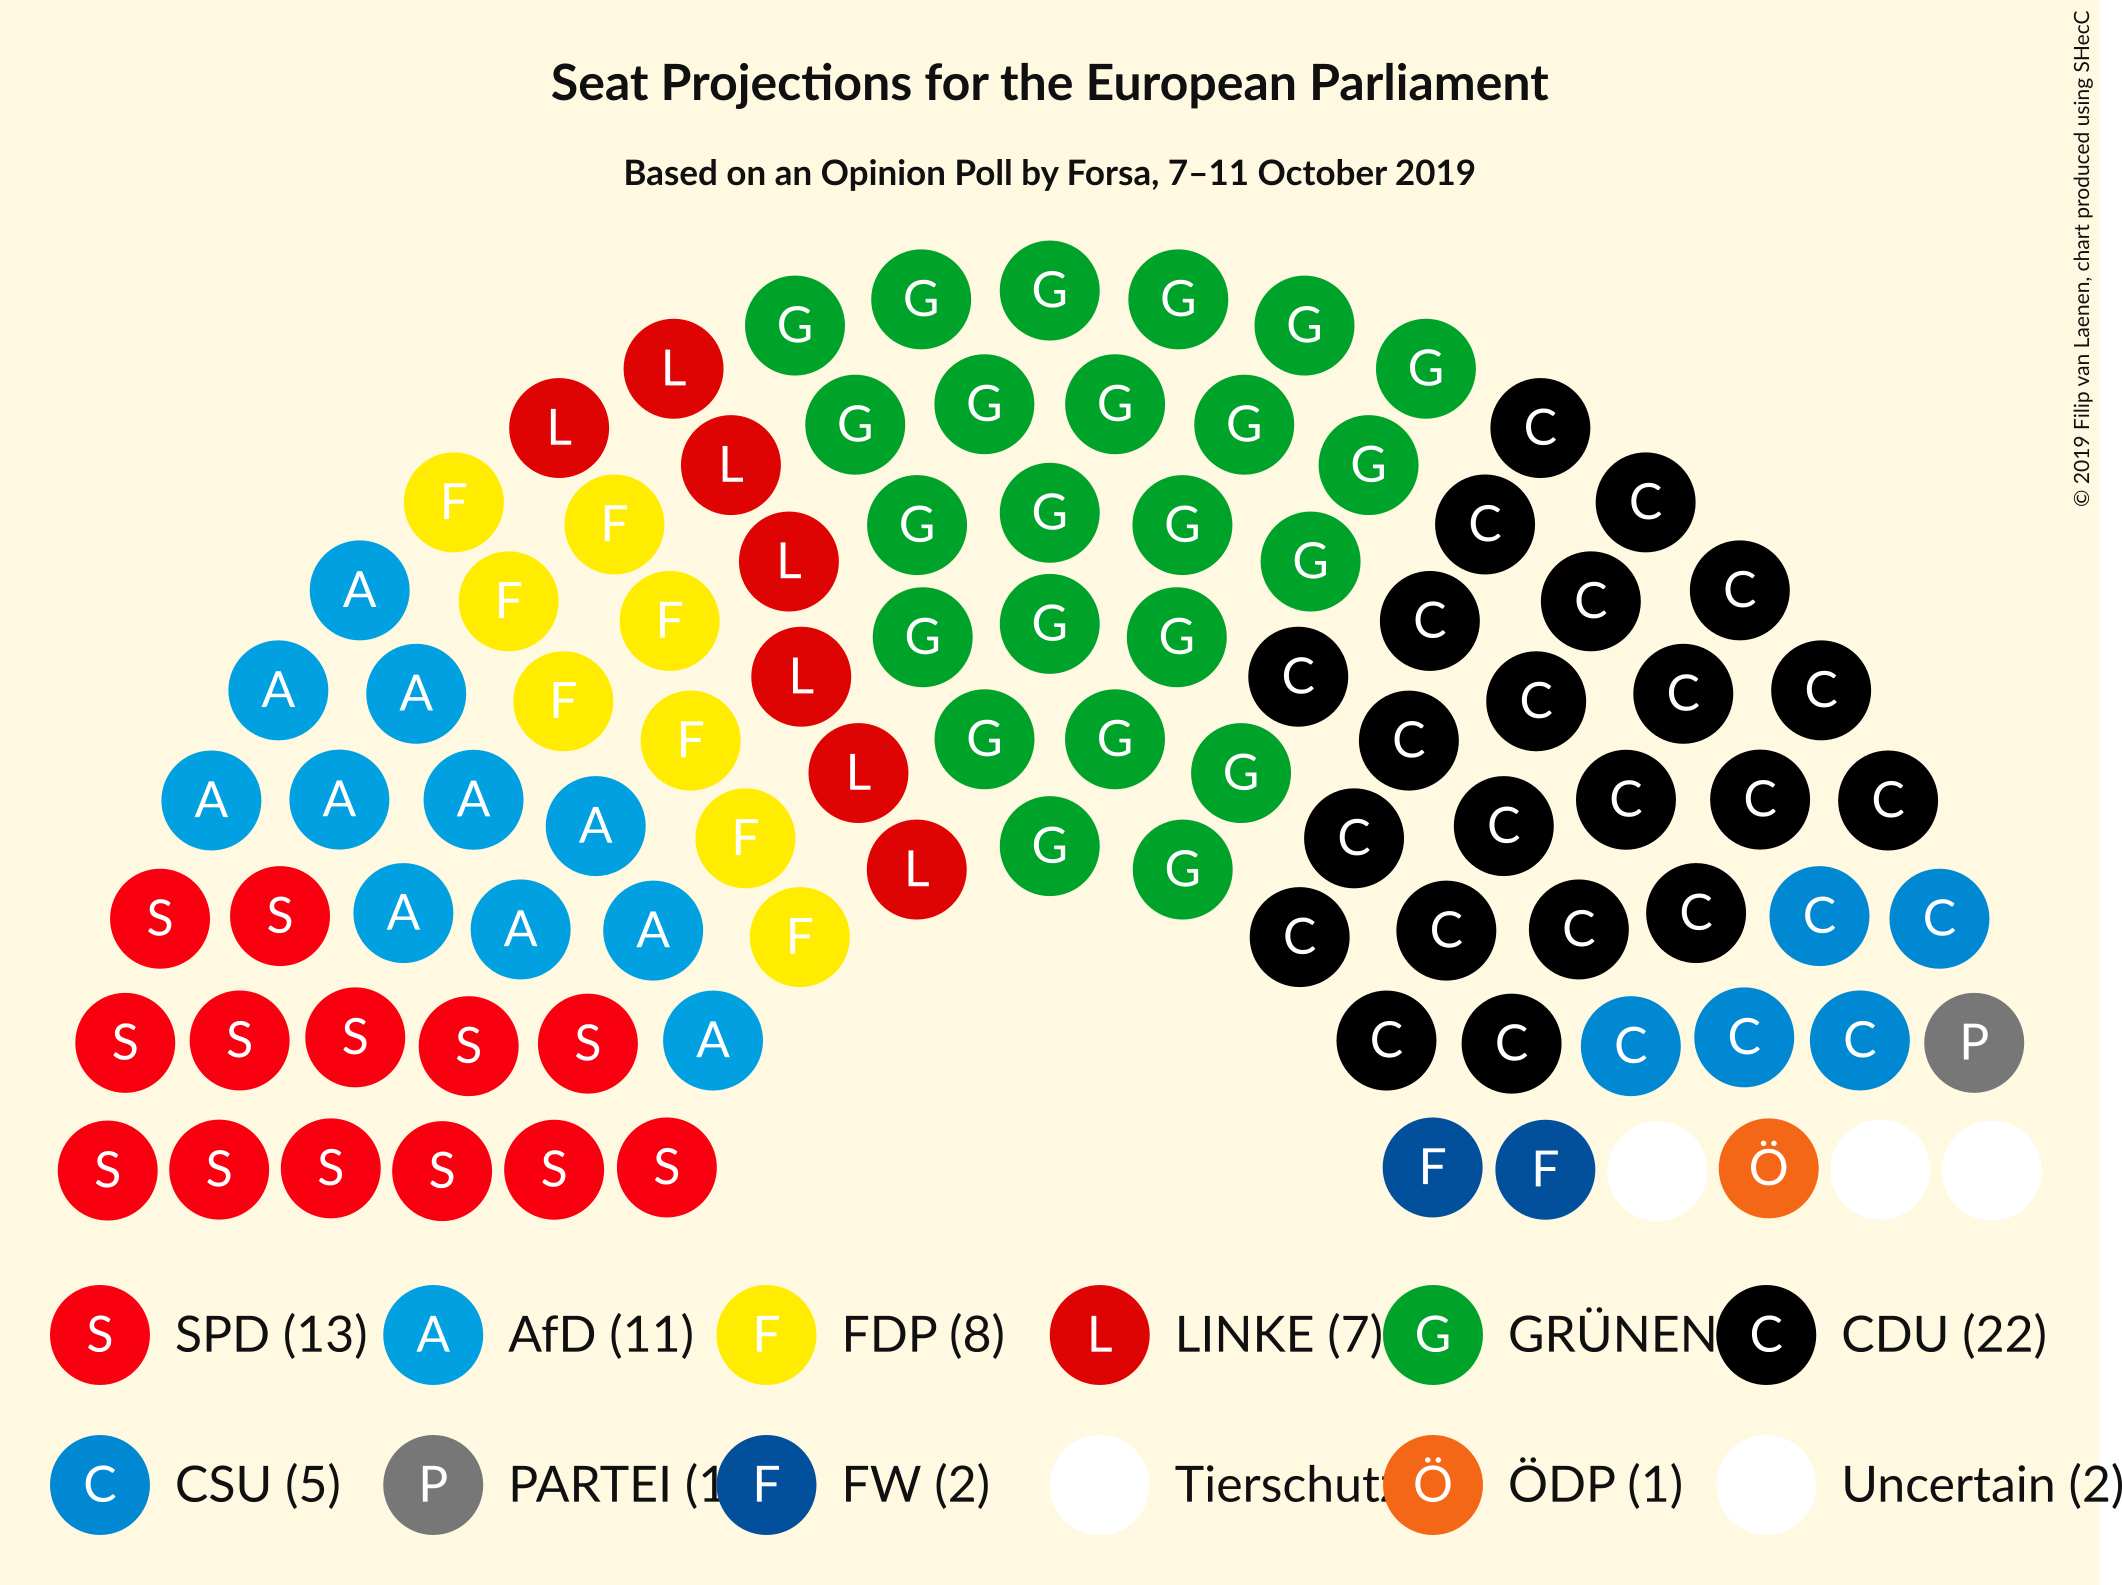 Seat Projections for the European Parliament
Based on an Opinion Poll by Forsa, 7–11 October 2019
© 2019 Filip van Laenen, chart produced using SHecC
G G G G G
L G
L G G G G C
L G
F F G G G C C
L G
A F F C C C
G G G
A A F L C C C C
F G G C
A A A A F L G C C C C C
L G G
S S A A A F C C C C C C
S S S S S A C C C C C P
S S S S S S F F Ö
S SPD (13) A AfD (11) F FDP (8) L LINKE (7) G GRÜNEN C CDU (22)
C CSU (5) P PARTEI (1 F FW (2) Tierschutz Ö ÖDP (1) Uncertain (2)